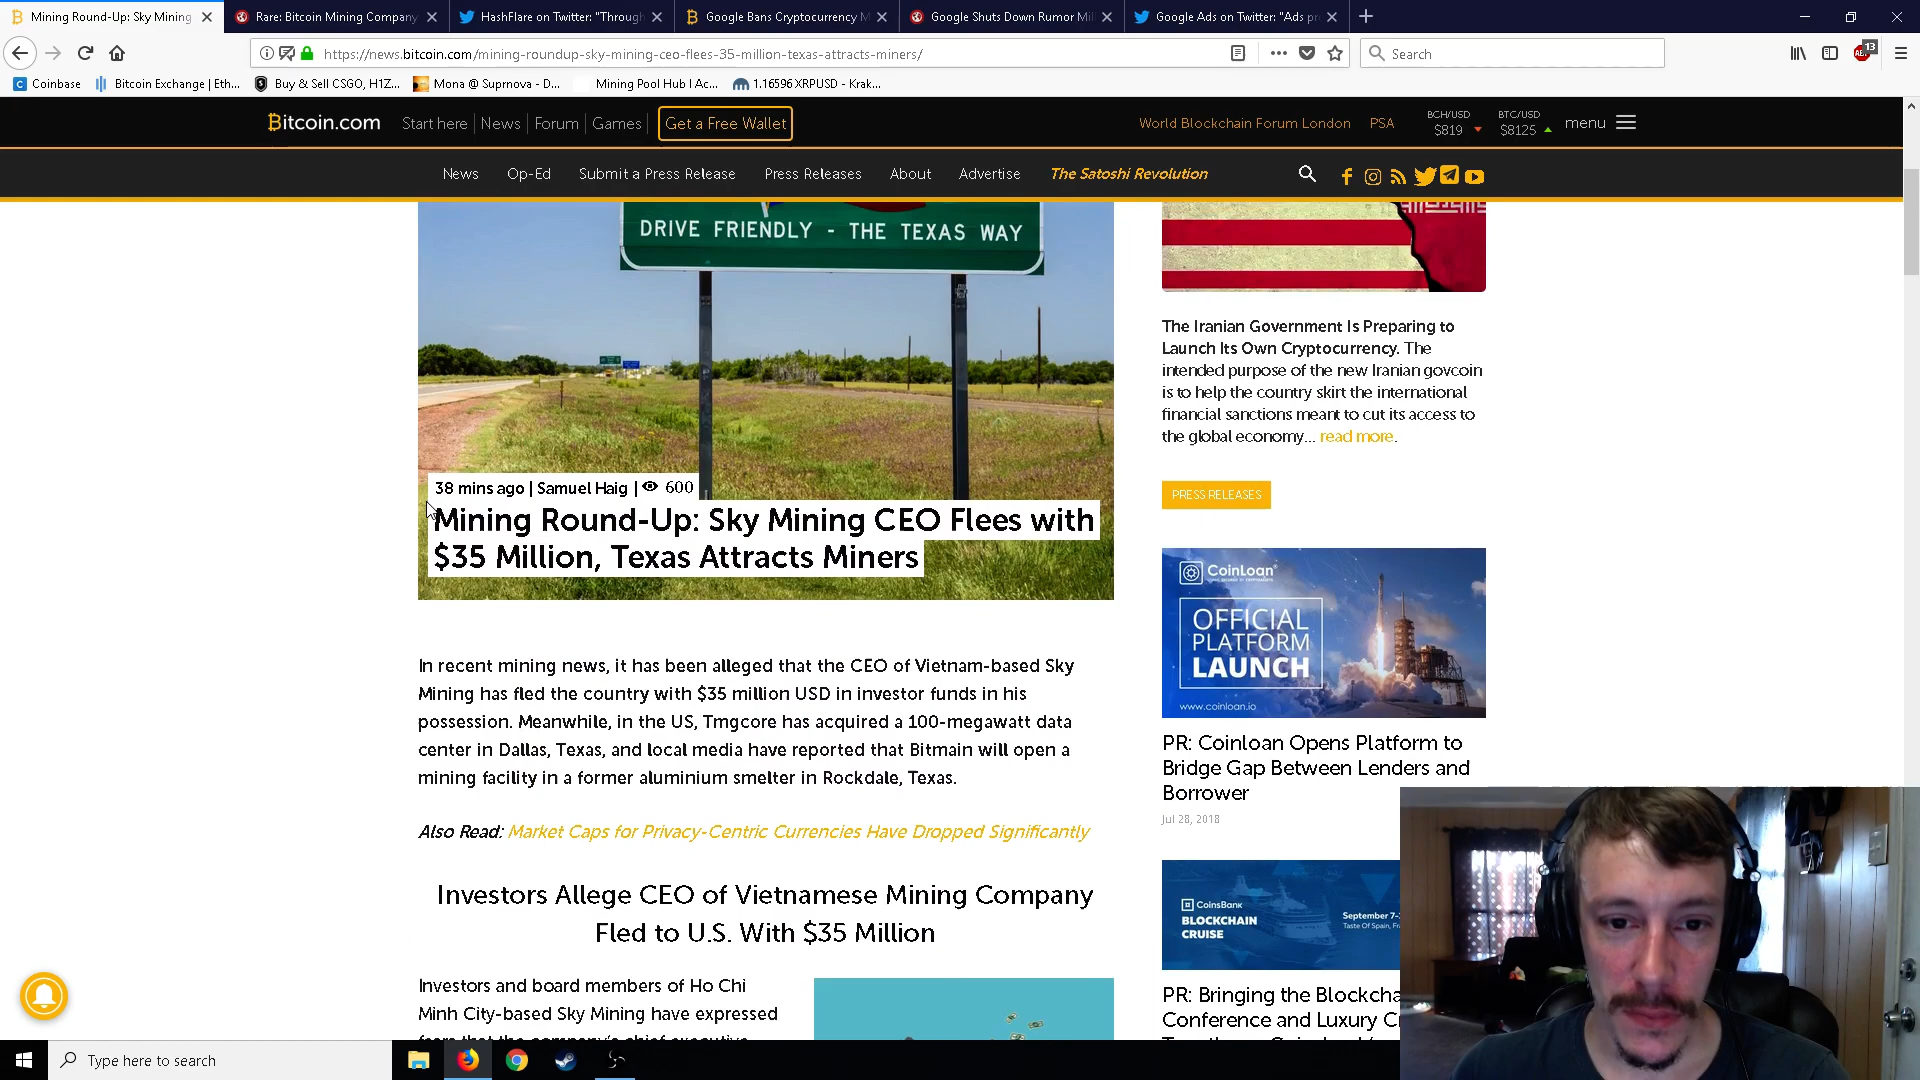 Mining Round-Up: Sky Mining
Rare: Bitcoin Mining Company
HashFlare on Twitter: "Through
Google Bans Cryptocurrency M
Google Shuts Down Rumor Mil
Google Ads on Twitter: "Ads pr
https://news.bitcoin.com/mining-roundup-sky-mining-ceo-flees-35-million-texas-attracts-miners/
Search
13
Coinbase
Bitcoin Exchange | Eth...
Buy & Sell CSGO, H1Z...
Mona @ Suprnova - D...
Mining Pool Hub | Ac...
1.16596 XRPUSD - Krak...
Bitcoin.com
Start here
News
Forum
Games
Get a Free Wallet
World Blockchain Forum London
PSA
BCH/USD
$819
BTC/USD
$8125
menu
News
Op-Ed
Submit a Press Release
Press Releases
About
Advertise
The Satoshi Revolution
DRIVE FRIENDLY - THE TEXAS WAY
38 mins ago | Samuel Haig | 600
Mining Round-Up: Sky Mining CEO Flees with
$35 Million, Texas Attracts Miners
In recent mining news, it has been alleged that the CEO of Vietnam-based Sky
Mining has fled the country with $35 million USD in investor funds in his
possession. Meanwhile, in the US, Tmgcore has acquired a 100-megawatt data
center in Dallas, Texas, and local media have reported that Bitmain will open a
mining facility in a former aluminium smelter in Rockdale, Texas.
Also Read: Market Caps for Privacy-Centric Currencies Have Dropped Significantly
Investors Allege CEO of Vietnamese Mining Company
Fled to U.S. With $35 Million
Investors and board members of Ho Chi
Minh City-based Sky Mining have expressed
The Iranian Government Is Preparing to
Launch Its Own Cryptocurrency. The
intended purpose of the new Iranian govcoin
is to help the country skirt the international
financial sanctions meant to cut its access to
the global economy... read more.
PRESS RELEASES
CoinLoan
OFFICIAL
PLATFORM
LAUNCH
www.coinloan.io
PR: Coinloan Opens Platform to
Bridge Gap Between Lenders and
Borrower
Jul 28, 2018
CoinsBank
BLOCKCHAIN
CRUISE
September 7-
Taste Of Spain, Fr
PR: Bringing the Blockcha
Conference and Luxury C
Type here to search